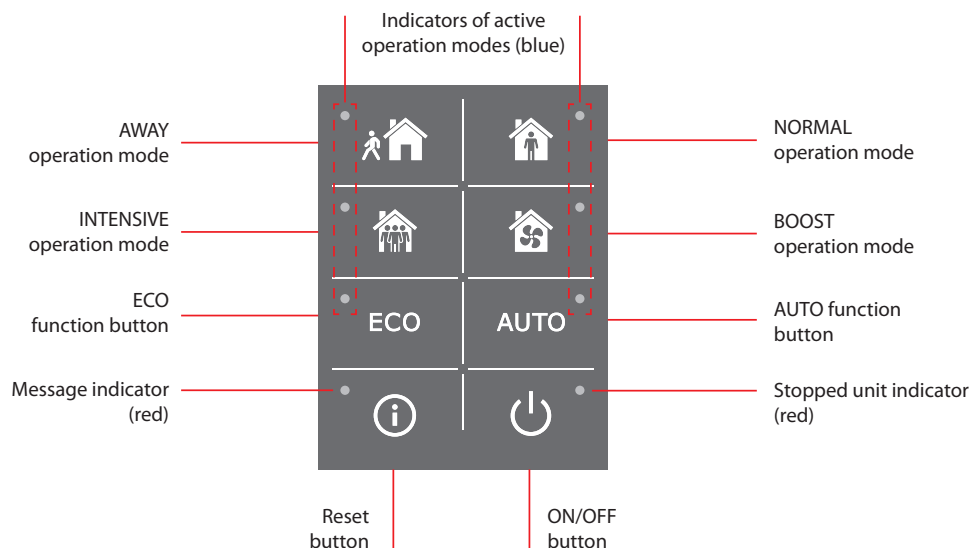 Indicators of active
operation modes (blue)
AWAY
operation mode
NORMAL
operation mode
INTENSIVE
operation mode
BOOST
operation mode
ECO
function button
ECO
AUTO
AUTO function
button
Message indicator
(red)
i
Stopped unit indicator
(red)
Reset
button
ON/OFF
button